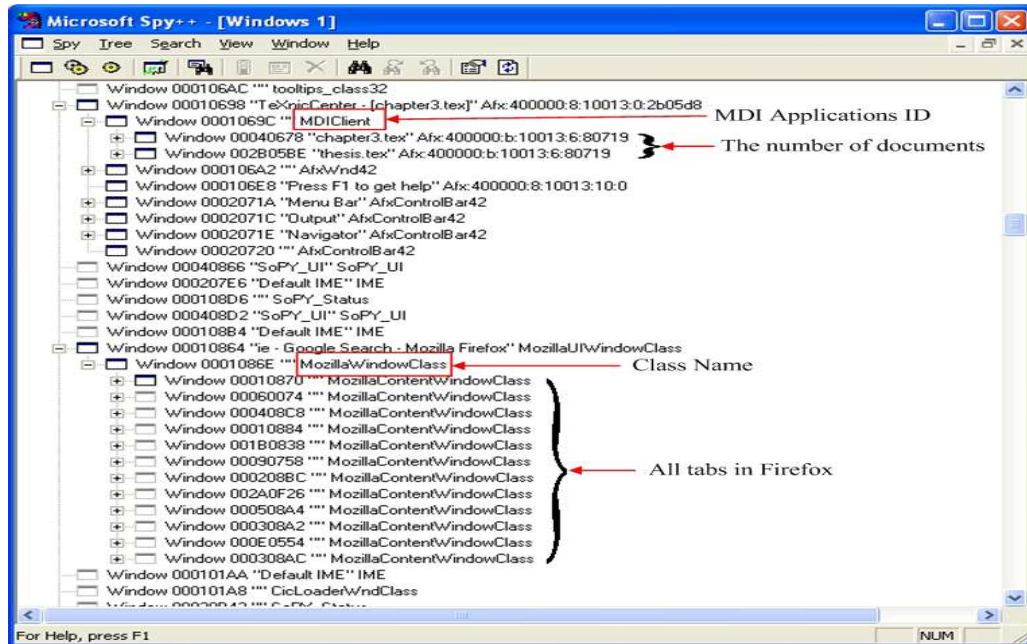 Microsoft Spy++ - [Windows 1]
Spy Tree Search View Window Help
Window 000106AC "" tooltips_class32
Window 00010698 "TeXnicCenter - [chapter3.tex]" Afx:400000:8:10013:0:2b05d8
Window 0001069C "" MDIClient
MDI Applications ID
Window 00040678 "chapter3.tex" Afx:400000:b:10013:6:80719
Window 002B05BE "thesis.tex" Afx:400000:b:10013:6:80719
The number of documents
Window 000106A2 "" AfxWnd42
Window 000106E8 "Press F1 to get help" Afx:400000:8:10013:10:0
Window 0002071A "Menu Bar" AfxControlBar42
Window 0002071C "Output" AfxControlBar42
Window 0002071E "Navigator" AfxControlBar42
Window 00020720 "" AfxControlBar42
Window 00040866 "SoPY_UI" SoPY_UI
Window 000207E6 "Default IME" IME
Window 000108D6 "" SoPY_Status
Window 000408D2 "SoPY_UI" SoPY_UI
Window 000108B4 "Default IME" IME
Window 00010864 "ie - Google Search - Mozilla Firefox" MozillaUIWindowClass
Window 0001086E "" MozillaWindowClass
Class Name
Window 00010870 "" MozillaContentWindowClass
Window 00060074 "" MozillaContentWindowClass
Window 000408C8 "" MozillaContentWindowClass
Window 00010884 "" MozillaContentWindowClass
Window 001B0838 "" MozillaContentWindowClass
Window 00090758 "" MozillaContentWindowClass
Window 000208BC "" MozillaContentWindowClass
All tabs in Firefox
Window 002A0F26 "" MozillaContentWindowClass
Window 000508A4 "" MozillaContentWindowClass
Window 000308A2 "" MozillaContentWindowClass
Window 000E0554 "" MozillaContentWindowClass
Window 000308AC "" MozillaContentWindowClass
Window 000101AA "Default IME" IME
Window 000101A8 "" CicLoaderWndClass
For Help, press F1
NUM